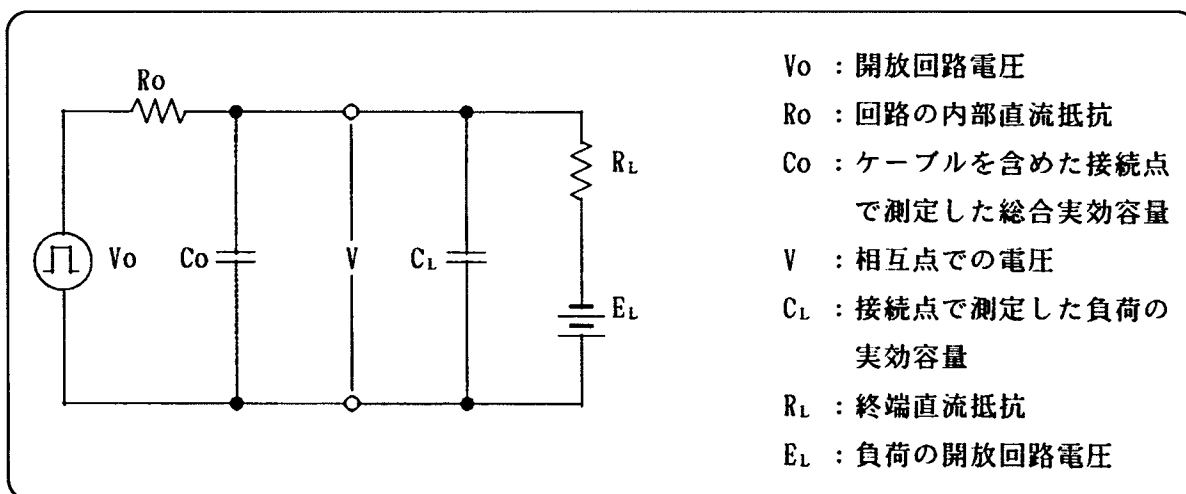 Ro
Vo
Co
V
CL
RL
EL
Vo : 開放回路電圧
Ro : 回路の内部直流抵抗
Co : ケーブルを含めた接続点
で測定した総合実効容量
V : 相互点での電圧
CL : 接続点で測定した負荷の
実効容量
RL : 終端直流抵抗
EL : 負荷の開放回路電圧